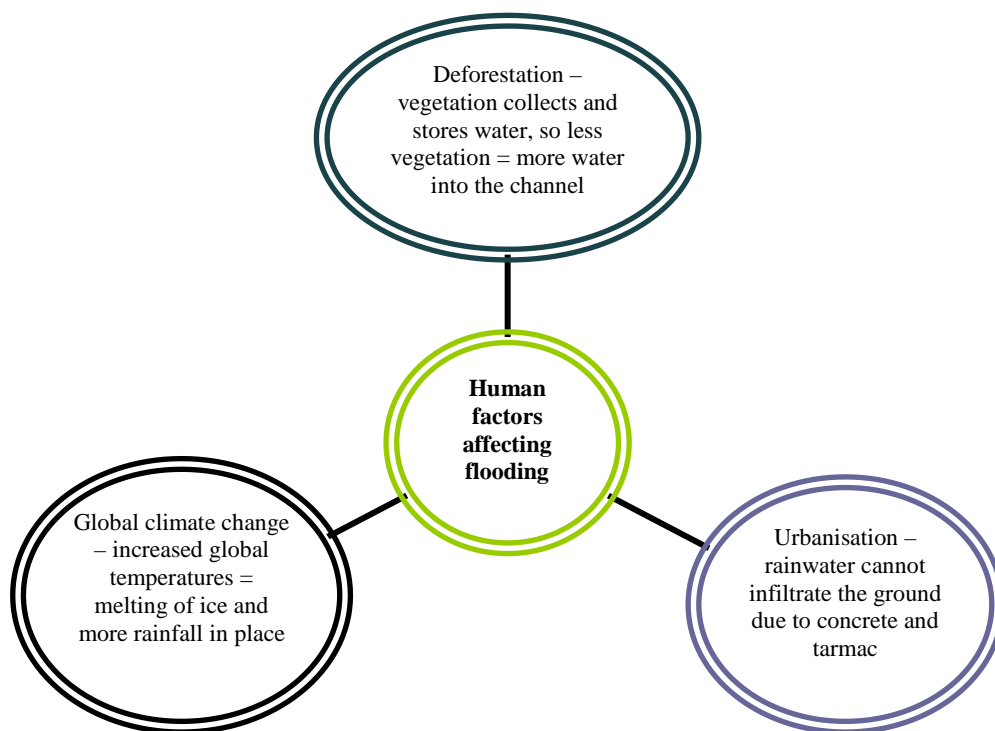 Deforestation –
vegetation collects and
stores water, so less
vegetation = more water
into the channel
Human
factors
affecting
flooding
Global climate change
– increased global
temperatures =
melting of ice and
more rainfall in place
Urbanisation –
rainwater cannot
infiltrate the ground
due to concrete and
tarmac